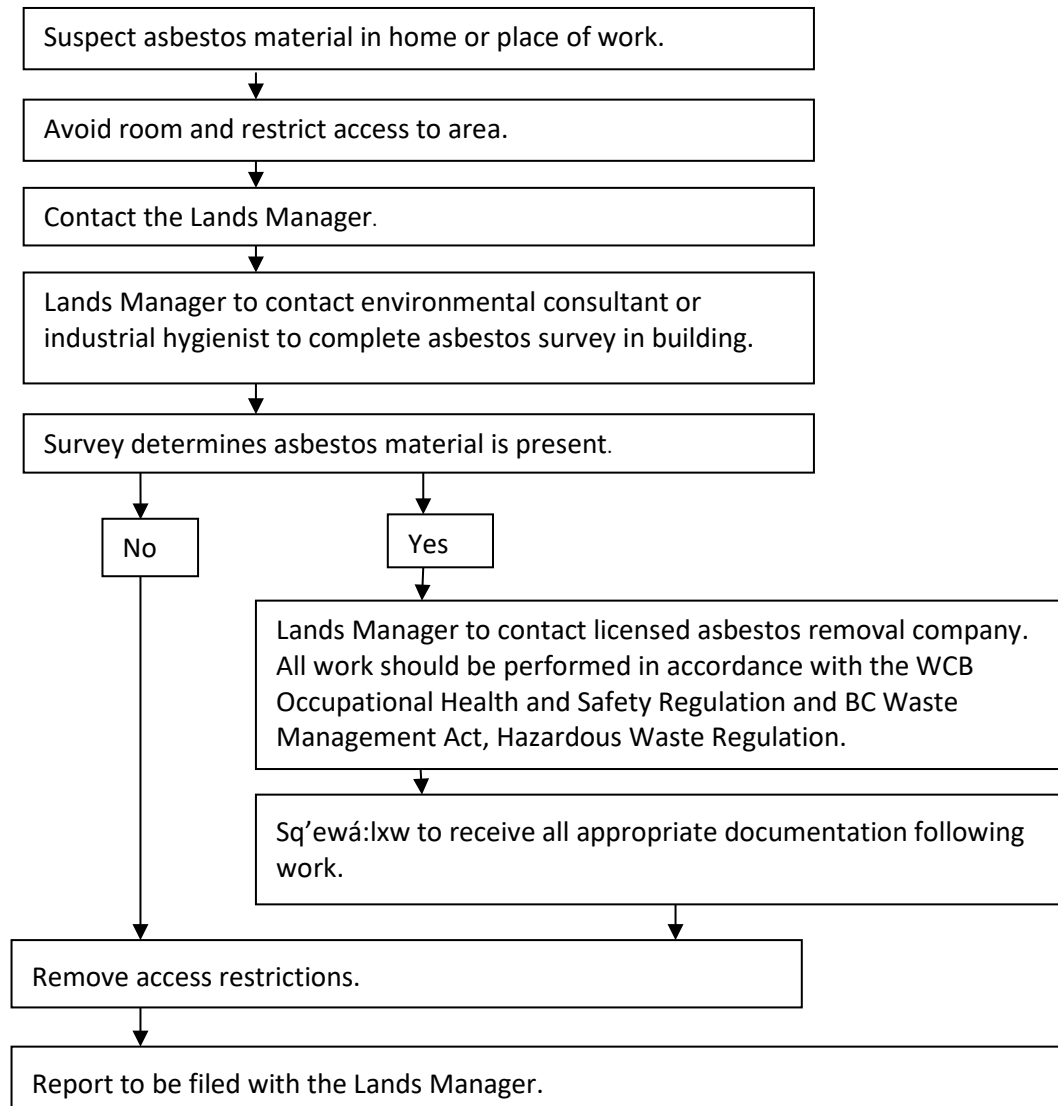 Suspect asbestos material in home or place of work.
Avoid room and restrict access to area.
Contact the Lands Manager.
Lands Manager to contact environmental consultant or
industrial hygienist to complete asbestos survey in building.
Survey determines asbestos material is present.
No
Yes
Lands Manager to contact licensed asbestos removal company.
All work should be performed in accordance with the WCB
Occupational Health and Safety Regulation and BC Waste
Management Act, Hazardous Waste Regulation.
Sq’ewá:lxw to receive all appropriate documentation following
work.
Remove access restrictions.
Report to be filed with the Lands Manager.